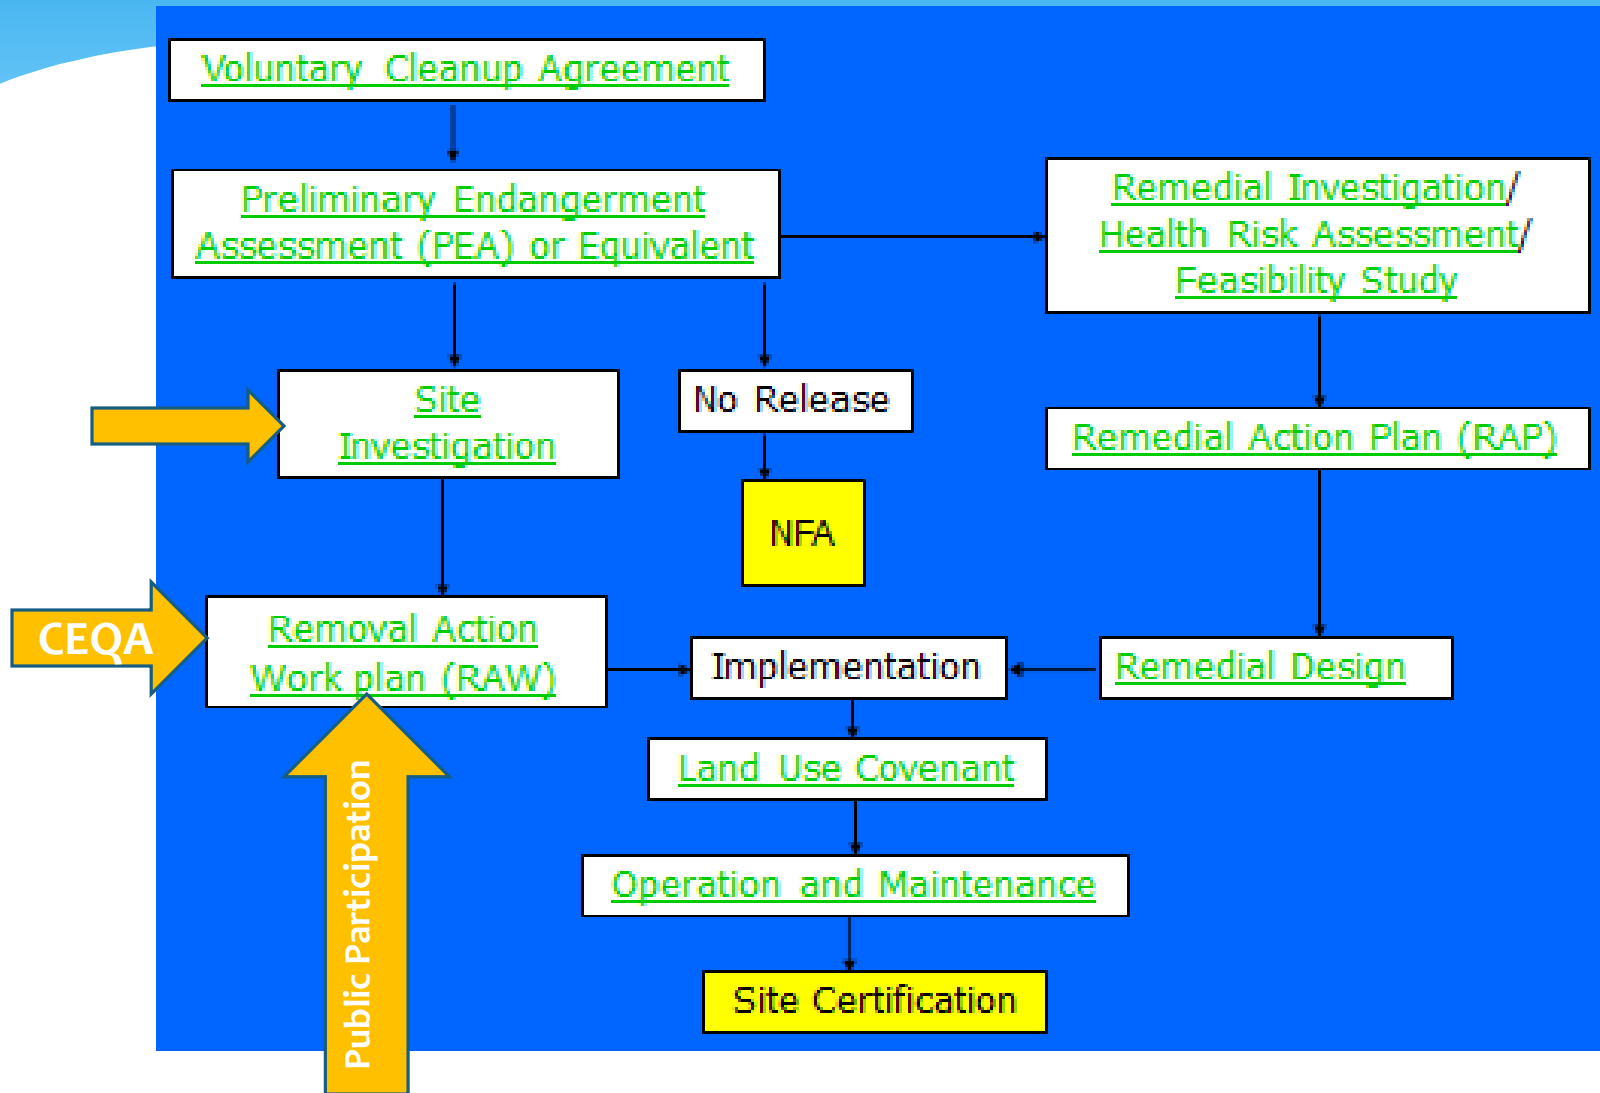 Voluntary Cleanup Agreement
Preliminary Endangerment
Assessment (PEA) or Equivalent
Remedial Investigation/
Health Risk Assessment/
Feasibility Study
Site
Investigation
No Release
Remedial Action Plan (RAP)
NFA
CEQA
Removal Action
Work plan (RAW)
Implementation
Remedial Design
Land Use Covenant
Public Participation
Operation and Maintenance
Site Certification